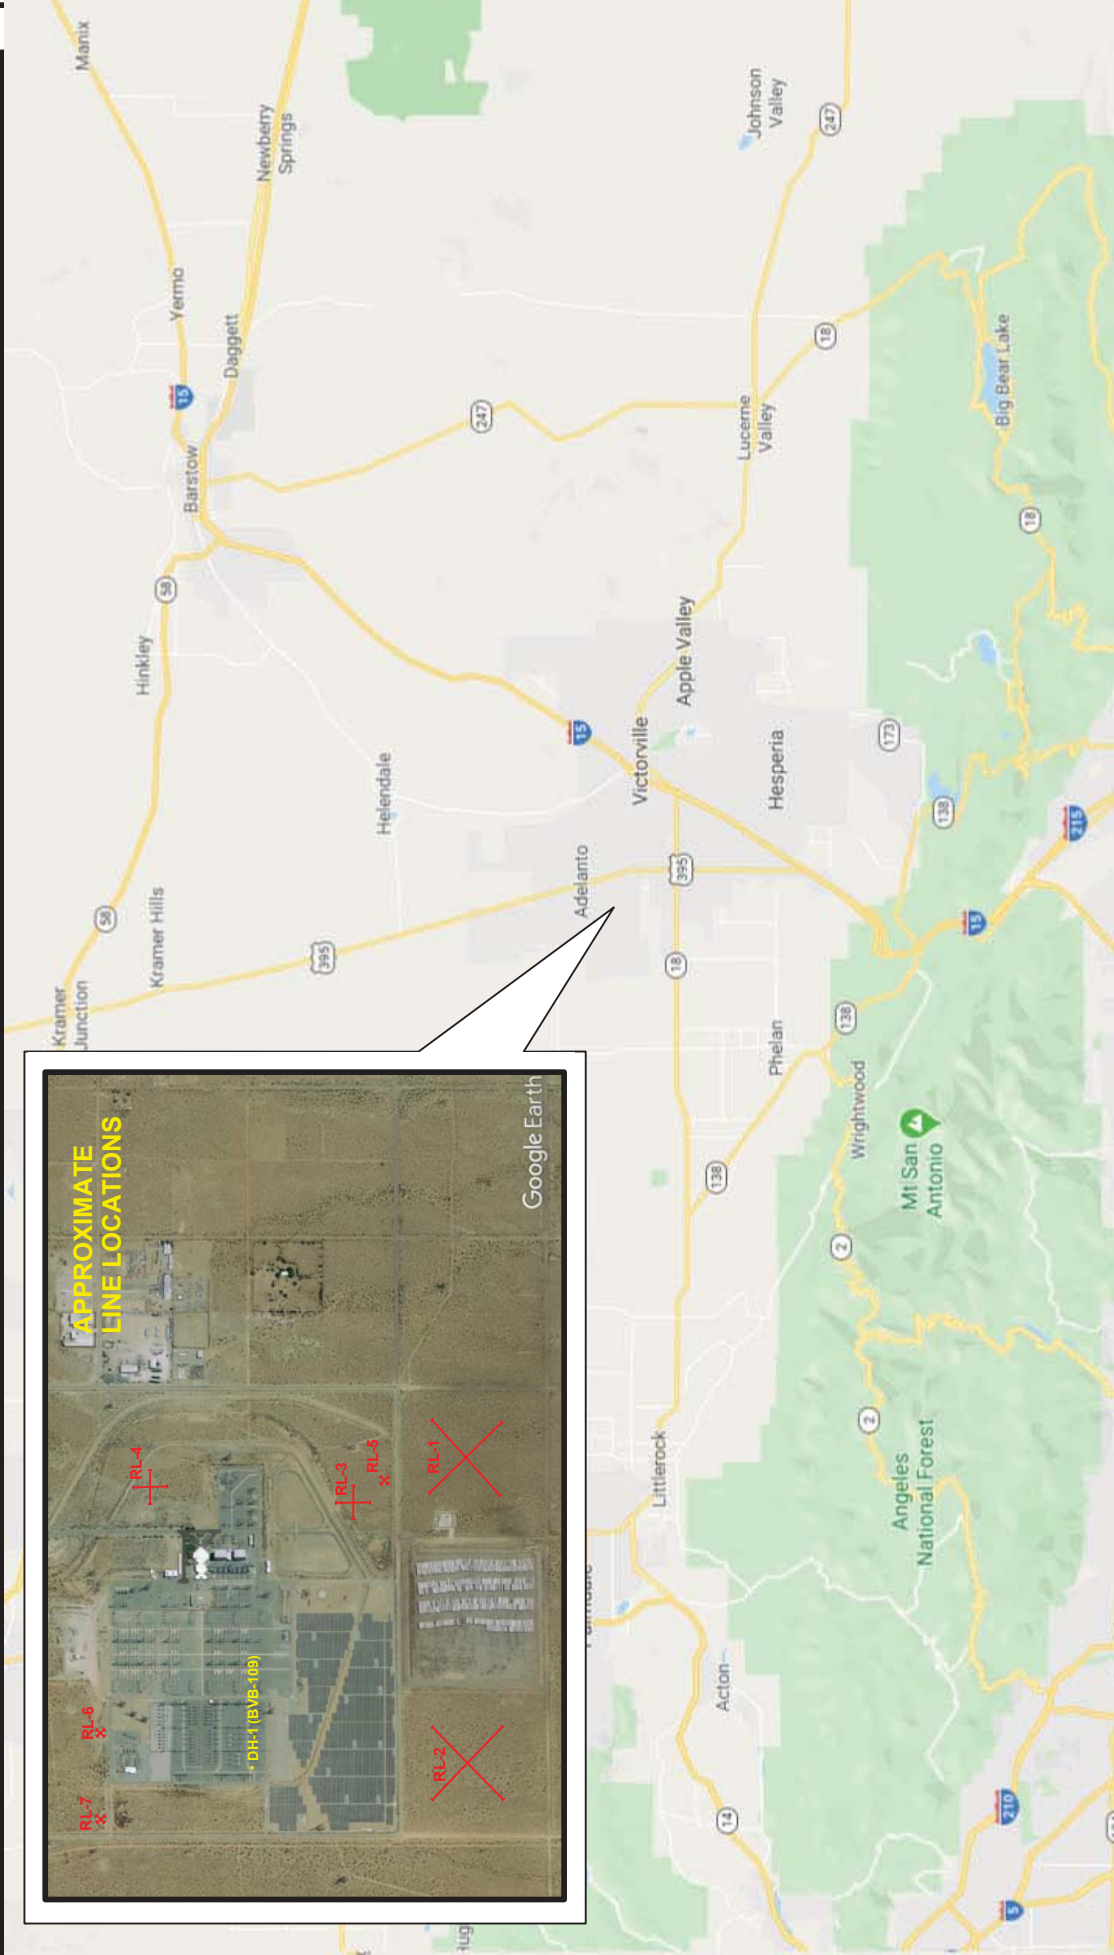 Manix
Newberry
Springs
Johnson
Valley
247
Yermo
15
Daggett
18
Big Bear Lake
Barstow
247
Lucerne
Valley
18
58
Hinkley
15
Apple Valley
Victorville
Hesperia
173
Helendale
138
215
Adelanto
395
58
Kramer Hills
395
18
15
Kramer
Junction
Phelan
138
Wrightwood
138
Mt San
Antonio
2
2
Littlerock
Angeles
National Forest
Acton
14
210
5
APPROXIMATE
LINE LOCATIONS
Google Earth
RL-4
RL-3
RL-5
RL-1
RL-6
DH-1 (BVB-109)
RL-7
RL-2